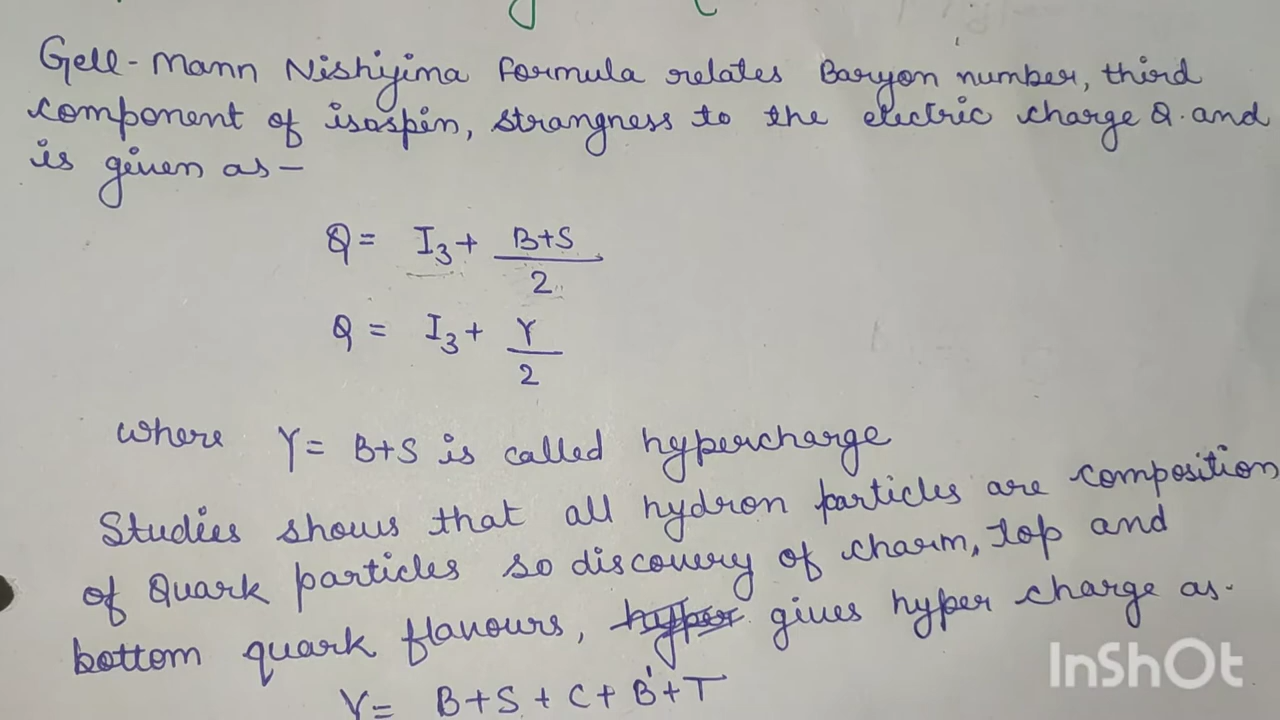 Gell-Mann Nishijima Formula relates Baryon number, third
component of isospin, strangness to the electric charge Q. and
is given as—
Q = I₃ + (B+S)/2
Q = I₃ + Y/2
where Y = B+S is called hypercharge
Studies shows that all hydron particles are composition
of Quark particles so discovery of charm, top and
bottom quark flavours, gives hyper charge as.
Y = B+S+C+B'+T
InShOt